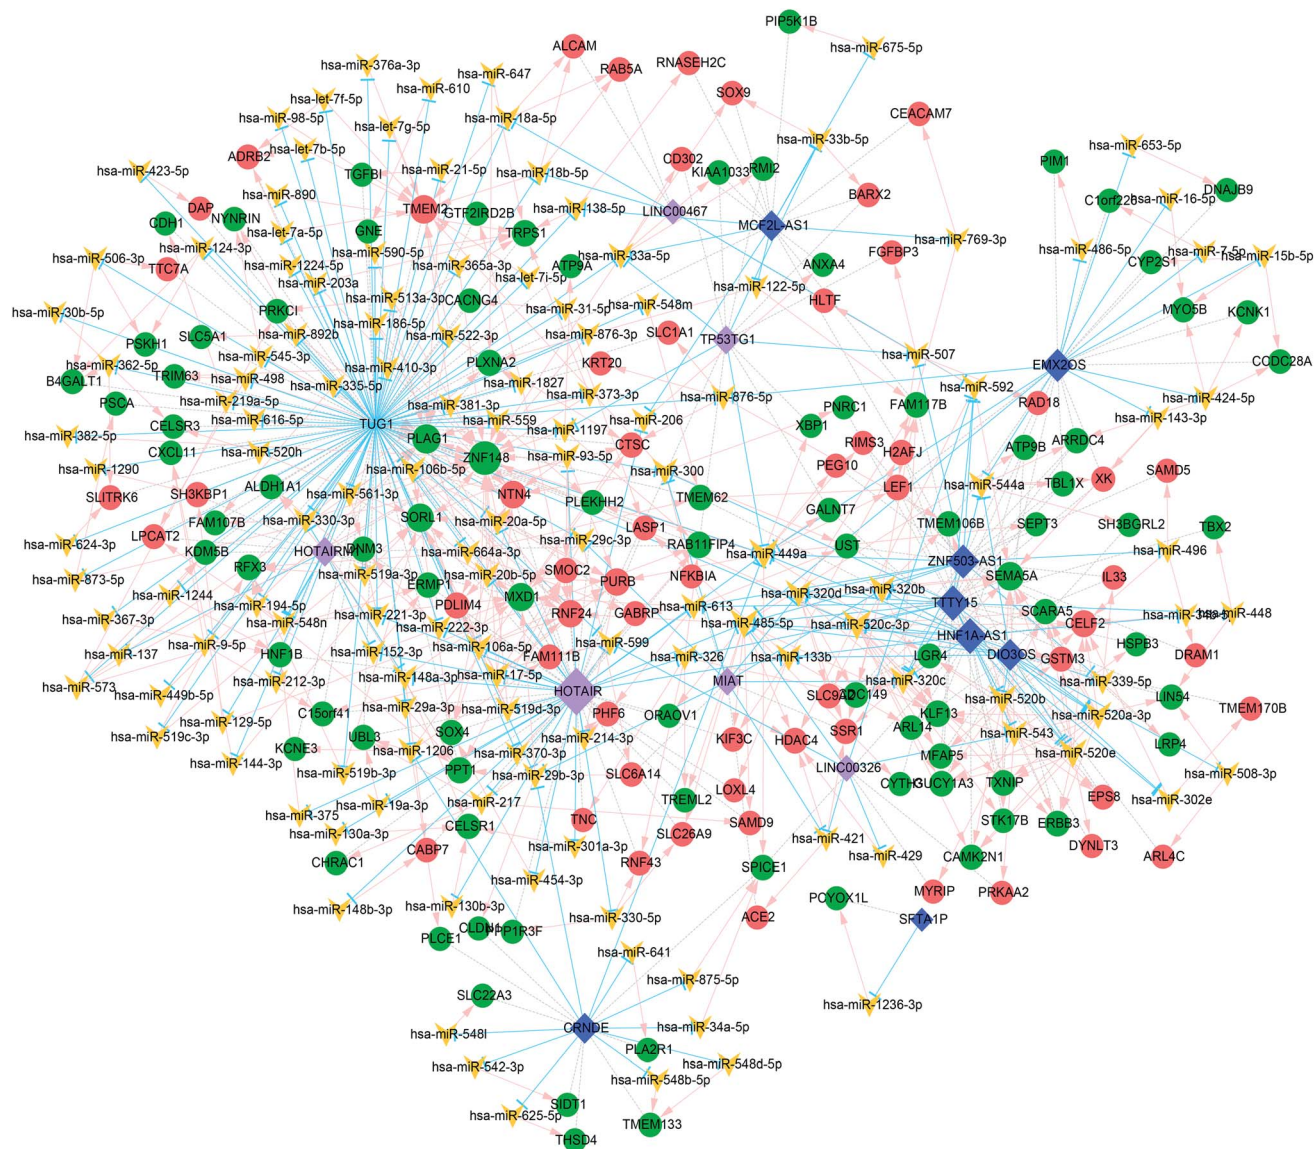 PIP5K1B
ALCAM
RAB5A
RNASEH2C
hsa-miR-675-5p
hsa-miR-376a-3p
hsa-miR-647
hsa-miR-610
hsa-let-7f-5p
SOX9
CEACAM7
hsa-miR-98-5p
hsa-miR-18a-5p
hsa-let-7g-5p
hsa-miR-33b-5p
hsa-miR-653-5p
hsa-let-7b-5p
ADRB2
CD302
KIAA1033
RMI2
PIM1
hsa-miR-423-5p
hsa-miR-21-5p
TGFBI
hsa-miR-18b-5p
DNAJB9
hsa-miR-890
BARX2
hsa-miR-16-5p
DAP
TMEM2
GTF2IRD2B
hsa-miR-138-5p
LINC00467
CDH1
NYNRIN
GNE
TRPS1
MCF2L-AS1
hsa-let-7a-5p
hsa-miR-769-3p
hsa-miR-124-3p
hsa-miR-590-5p
hsa-miR-33a-5p
FGFBP3
hsa-miR-486-5p
hsa-miR-7-5p
hsa-miR-15b-5p
hsa-miR-506-3p
hsa-miR-1224-5p
hsa-miR-365a-3p
ATP9A
ANXA4
CYP2S1
TTC7A
hsa-miR-203a
hsa-let-7i-5p
hsa-miR-122-5p
HLTF
hsa-miR-513a-3p
CACNG4
hsa-miR-548m
hsa-miR-31-5p
MYO5B
KCNK1
hsa-miR-30b-5p
PRKCI
hsa-miR-186-5p
SLC5A1
hsa-miR-892b
hsa-miR-522-3p
hsa-miR-876-3p
SLC1A1
TP53TG1
PSKH1
hsa-miR-545-3p
hsa-miR-507
hsa-miR-362-5p
hsa-miR-410-3p
PLXNA2
KRT20
EMX2OS
CCDC28A
B4GALT1
TRIM63
hsa-miR-498
hsa-miR-335-5p
hsa-miR-1827
hsa-miR-373-3p
hsa-miR-876-5p
hsa-miR-592
hsa-miR-424-5p
PSCA
hsa-miR-219a-5p
hsa-miR-381-3p
PNRC1
FAM117B
RAD18
hsa-miR-616-5p
TUG1
hsa-miR-559
hsa-miR-206
XBP1
hsa-miR-143-3p
hsa-miR-382-5p
CELSR3
PLAG1
hsa-miR-1197
CTSC
RIMS3
ATP9B
ARRDC4
CXCL11
hsa-miR-520h
ZNF148
hsa-miR-93-5p
PEG10
H2AFJ
hsa-miR-1290
hsa-miR-106b-5p
hsa-miR-300
SAMD5
SLITRK6
SH3KBP1
ALDH1A1
hsa-miR-561-3p
NTN4
PLEKHH2
TMEM62
LEF1
hsa-miR-544a
TBL1X
XK
FAM107B
hsa-miR-330-3p
SORL1
hsa-miR-20a-5p
LASP1
GALNT7
TMEM106B
SEPT3
SH3BGRL2
TBX2
LPCAT2
hsa-miR-29c-3p
RAB11FIP4
UST
hsa-miR-624-3p
KDM5B
DNM3
hsa-miR-664a-3p
hsa-miR-449a
ZNF503-AS1
hsa-miR-496
RFX3
hsa-miR-519a-3p
ERMP1
hsa-miR-20b-5p
SMOC2
PURB
NFKBIA
SEMA5A
IL33
hsa-miR-873-5p
hsa-miR-1244
hsa-miR-320d
hsa-miR-320b
MXD1
hsa-miR-194-5p
PDLIM4
hsa-miR-613
TTTY15
SCARA5
hsa-miR-367-3p
hsa-miR-548n
hsa-miR-221-3p
RNF24
GABRP
hsa-miR-485-5p
hsa-miR-520c-3p
CELF2
hsa-miR-448
hsa-miR-222-3p
HNF1A-AS1
hsa-miR-9-5p
hsa-miR-106a-5p
hsa-miR-599
HSPB3
hsa-miR-137
HNF1B
hsa-miR-152-3p
FAM111B
hsa-miR-326
hsa-miR-133b
LGR4
DIO3OS
GSTM3
DRAM1
hsa-miR-148a-3p
hsa-miR-17-5p
hsa-miR-573
hsa-miR-212-3p
HOTAIR
MIAT
hsa-miR-320c
hsa-miR-339-5p
hsa-miR-449b-5p
hsa-miR-29a-3p
hsa-miR-519d-3p
SLC9A2
hsa-miR-520b
LIN54
C15orf41
PHF6
ORAOV1
KLF13
hsa-miR-520a-3p
TMEM170B
hsa-miR-129-5p
UBL3
SOX4
ARL14
hsa-miR-519c-3p
hsa-miR-214-3p
KIF3C
SSR1
hsa-miR-543
LRP4
KCNE3
hsa-miR-1206
hsa-miR-370-3p
HDAC4
hsa-miR-144-3p
MFAP5
hsa-miR-520e
hsa-miR-519b-3p
PPT1
hsa-miR-29b-3p
SLC6A14
LINC00326
hsa-miR-508-3p
CYTH3
GUCY1A3
TXNIP
hsa-miR-19a-3p
hsa-miR-217
LOXL4
EPS8
hsa-miR-302e
hsa-miR-375
TREML2
hsa-miR-130a-3p
CELSR1
TNC
SAMD9
STK17B
ERBB3
SLC26A9
hsa-miR-421
hsa-miR-301a-3p
DYNLT3
CABP7
hsa-miR-429
CHRAC1
RNF43
SPICE1
CAMK2N1
ARL4C
hsa-miR-454-3p
MYRIP
PRKAA2
PCYOX1L
hsa-miR-148b-3p
hsa-miR-130b-3p
hsa-miR-330-5p
ACE2
SFTA1P
CLDN1
PPP1R3F
PLCE1
hsa-miR-641
hsa-miR-875-5p
SLC22A3
hsa-miR-1236-3p
CRNDE
hsa-miR-34a-5p
hsa-miR-548l
PLA2R1
hsa-miR-542-3p
hsa-miR-548d-5p
hsa-miR-548b-5p
SIDT1
hsa-miR-625-5p
TMEM133
THSD4